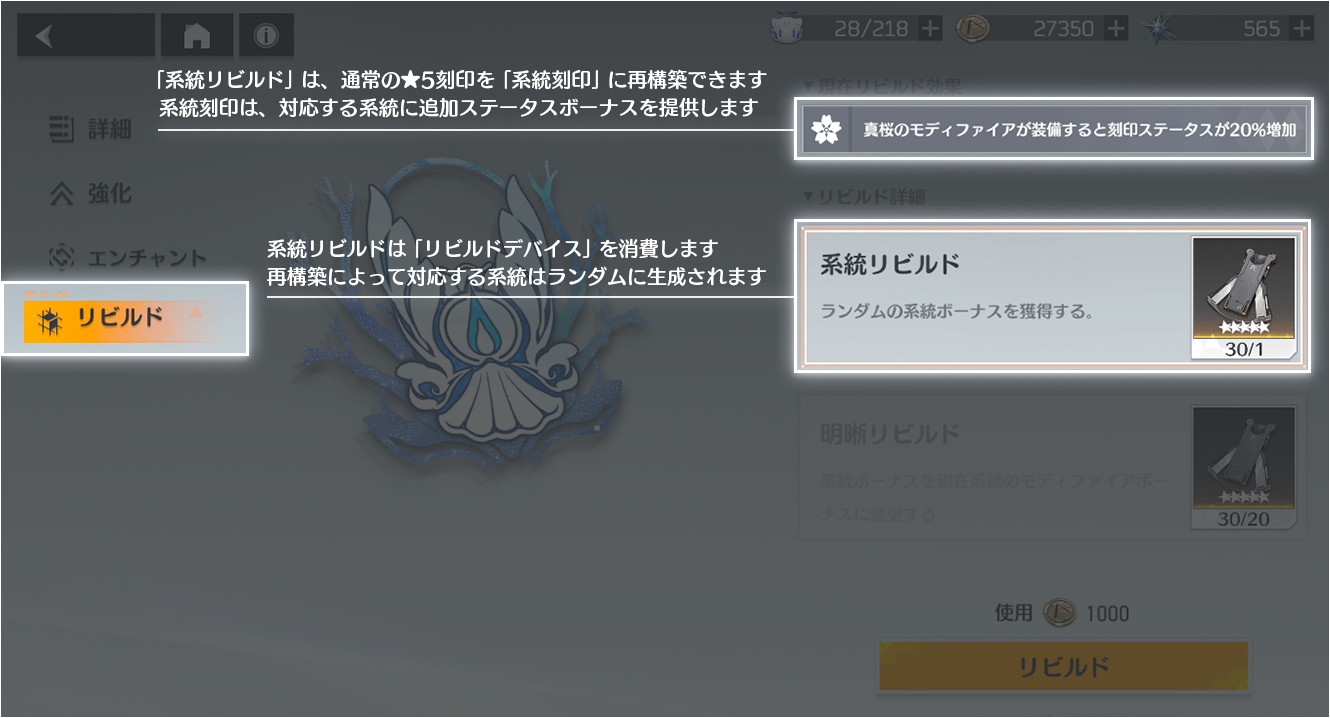 28/218
27350
565
「系統リビルド」は、通常の★5刻印を「系統刻印」に再構築できます
系統刻印は、対応する系統に追加ステータスボーナスを提供します
▼現在リビルド効果
真桜のモディファイアが装備すると刻印ステータスが20%増加
詳細
強化
エンチャント
リビルド
▼リビルド詳細
系統リビルドは「リビルドデバイス」を消費します
再構築によって対応する系統はランダムに生成されます
系統リビルド
ランダムの系統ボーナスを獲得する。
30/1
明晰リビルド
系統ボーナスを現在系統のモディファイアボー
ナスに変更する
30/20
使用 1000
リビルド